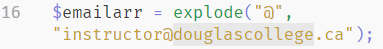 16 $emailarr = explode("@",
"instructor@douglascollege.ca");